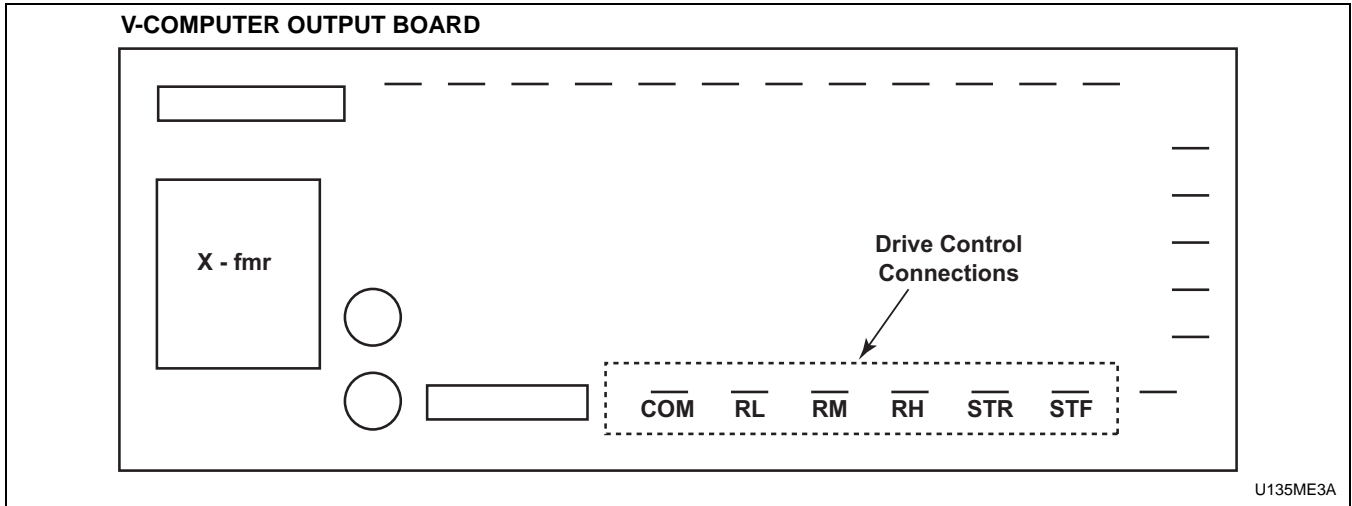 V-COMPUTER OUTPUT BOARD
X - fmr
Drive Control
Connections
COM RL RM RH STR STF
U135ME3A